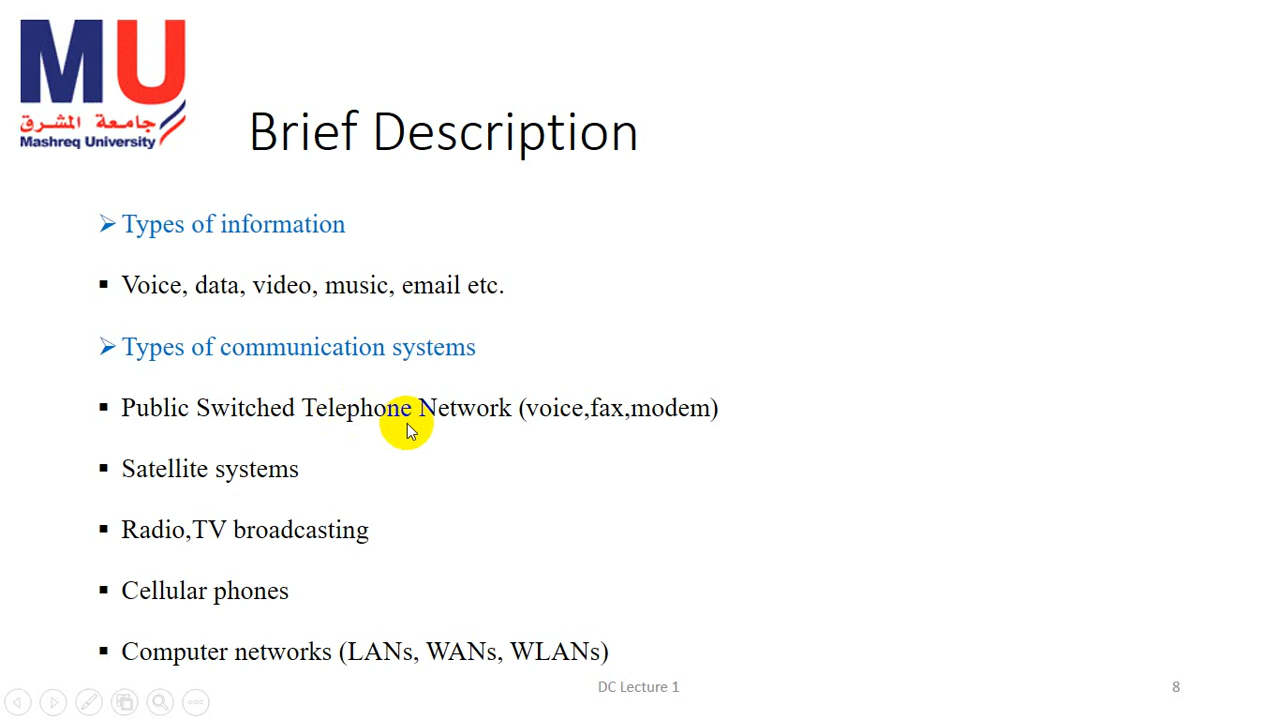 MU
جامعة المشرق
Mashreq University
Brief Description
Types of information
Voice, data, video, music, email etc.
Types of communication systems
Public Switched Telephone Network (voice,fax,modem)
Satellite systems
Radio,TV broadcasting
Cellular phones
Computer networks (LANs, WANs, WLANs)
DC Lecture 1
8